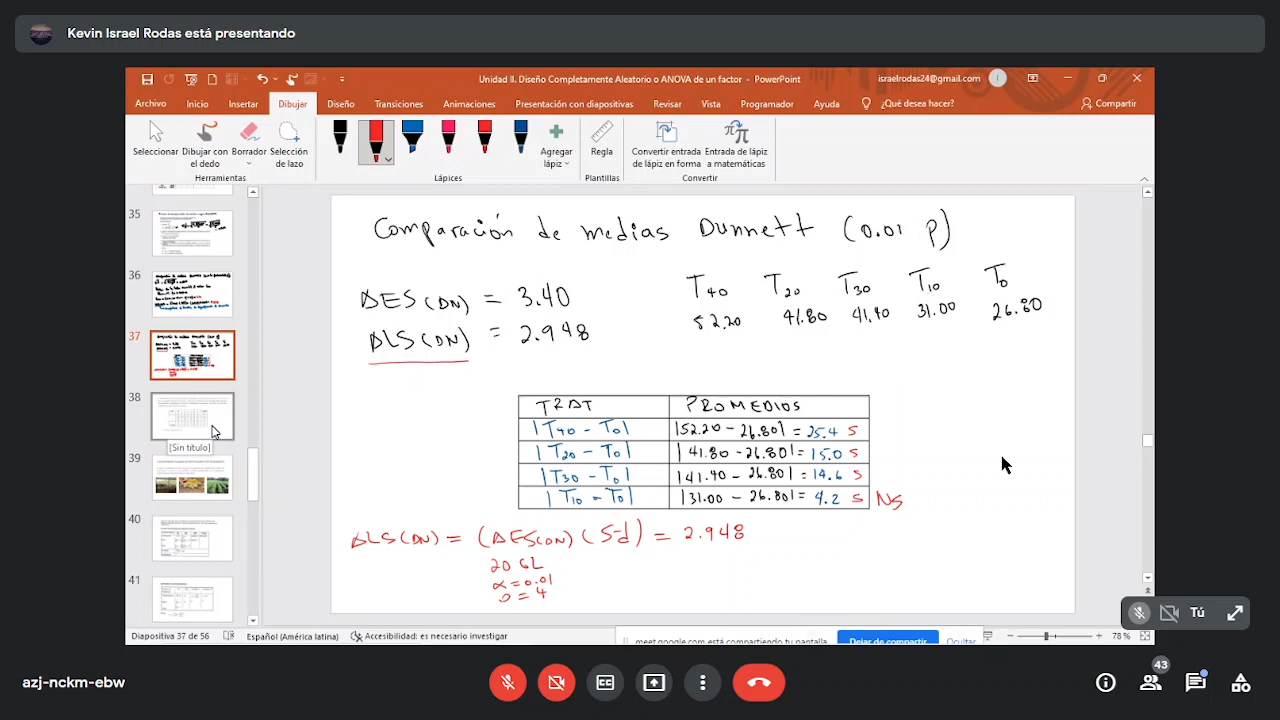 Kevin Israel Rodas está presentando
Unidad II. Diseño Completamente Aleatorio o ANOVA de un factor - PowerPoint
israelrodas24@gmail.com
I
Archivo Inicio Insertar Dibujar Diseño Transiciones Animaciones Presentación con diapositivas Revisar Vista Programador Ayuda ¿Qué desea hacer? Compartir
Seleccionar Dibujar con el dedo Borrador Selección de lazo Agregar lápiz Regla Convertir entrada de lápiz en forma Entrada de lápiz a matemáticas
Herramientas Lápices Plantillas Convertir
35
36
37
38
[Sin título]
39
40
41
Comparación de medias Dunnett (0.01 P)
ΔES(DN) = 3.40
ΔLS(DN) = 2.948
T40 T20 T30 T10 T0
52.20 41.80 41.40 31.00 26.80
TRAT PROMEDIOS
|T40 - T0| |52.20 - 26.80| = 25.4 S
|T20 - T0| |41.80 - 26.80| = 15.0 S
|T30 - T0| |41.40 - 26.80| = 14.6 S
|T10 - T0| |31.00 - 26.80| = 4.2 S NS
ΔLS(DN) = (ΔES(DN)(Sd) = 2.948
20 GL
α = 0.01
= 4
Diapositiva 37 de 56 Español (América latina) Accesibilidad: es necesario investigar
meet.google.com está compartiendo tu pantalla. Dejar de compartir Ocultar
78 %
Tú
azj-nckm-ebw
43